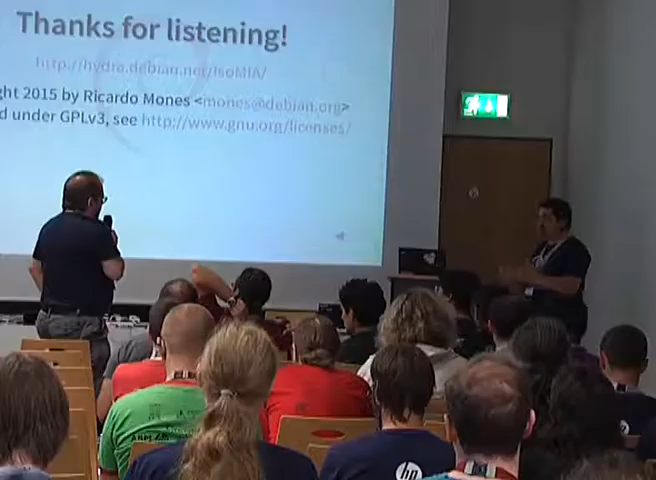 Thanks for listening!
http://hydra.debian.net/IsoMIA/
ght 2015 by Ricardo Mones <mones@debian.org>
d under GPLv3, see http://www.gnu.org/licenses/
hp